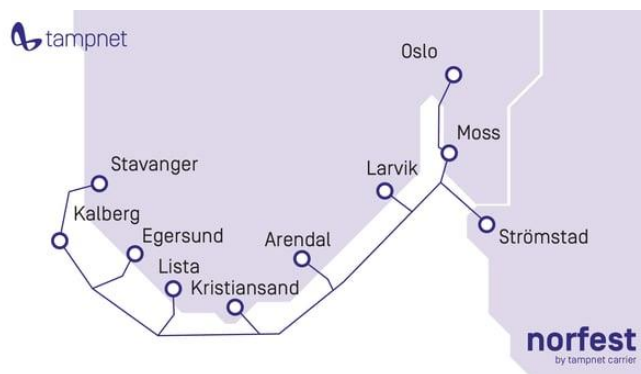 tampnet
Oslo
Moss
Stavanger
Larvik
Kalberg
Egersund
Arendal
Strömstad
Lista
Kristiansand
norfest
by tampnet carrier